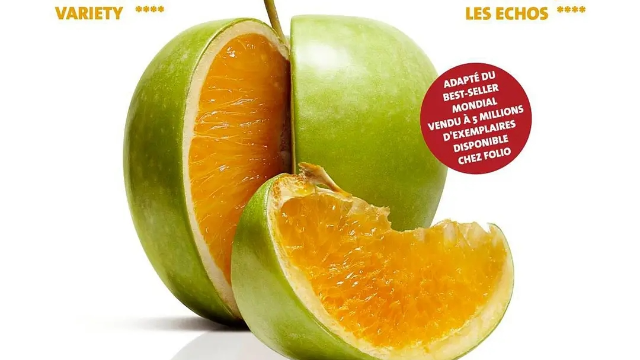 VARIETY ****
LES ECHOS ****
ADAPTÉ DU
BEST-SELLER
MONDIAL
VENDU À 5 MILLIONS
D'EXEMPLAIRES
DISPONIBLE
CHEZ FOLIO